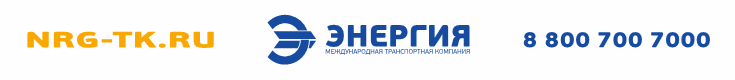 NRG-TK.RU
ЭНЕРГИЯ
МЕЖДУНАРОДНАЯ ТРАНСПОРТНАЯ КОМПАНИЯ
8 800 700 7000